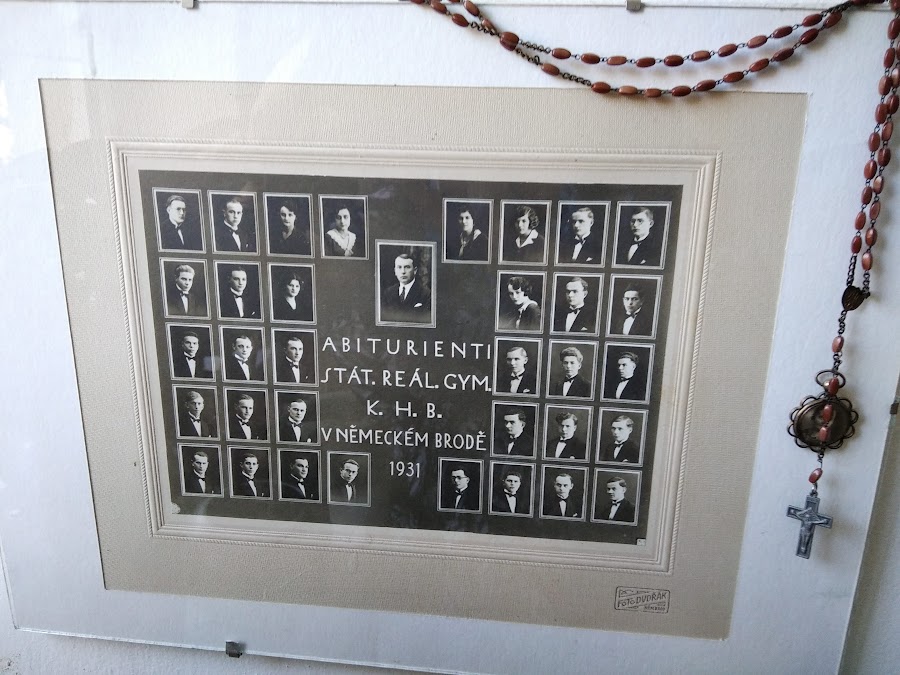 ABITURIENTI
STÁT. REÁL. GYM.
K. H. B.
V NĚMECKÉM BRODĚ
1931
FOTO DVOŘÁK